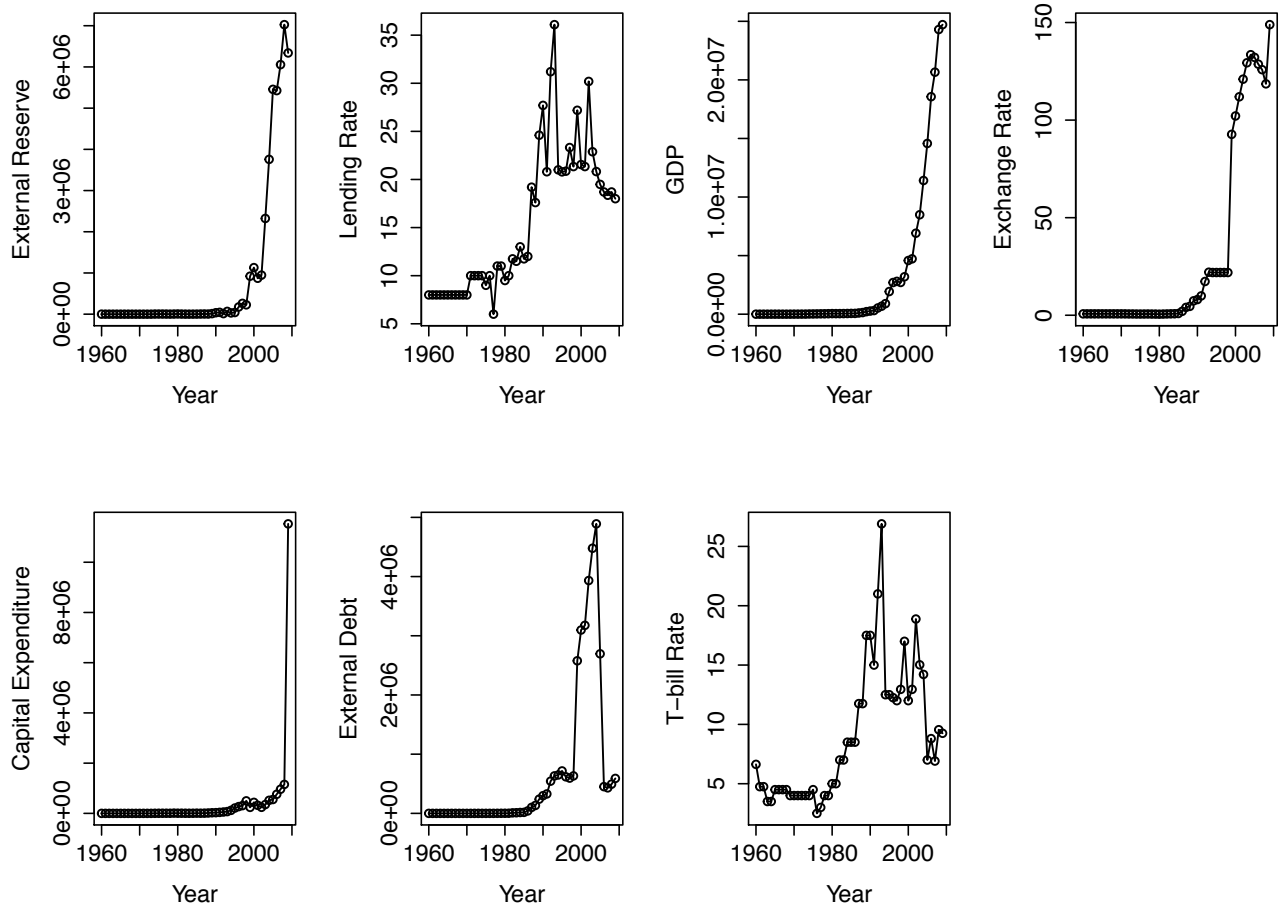 External Reserve
0e+00 3e+06 6e+06
1960 1980 2000
Year
Lending Rate
5 10 15 20 25 30 35
1960 1980 2000
Year
GDP
0.0e+00 1.0e+07 2.0e+07
1960 1980 2000
Year
Exchange Rate
0 50 100 150
1960 1980 2000
Year
Capital Expenditure
0e+00 4e+06 8e+06
1960 1980 2000
Year
External Debt
0e+00 2e+06 4e+06
1960 1980 2000
Year
T−bill Rate
5 10 15 20 25
1960 1980 2000
Year